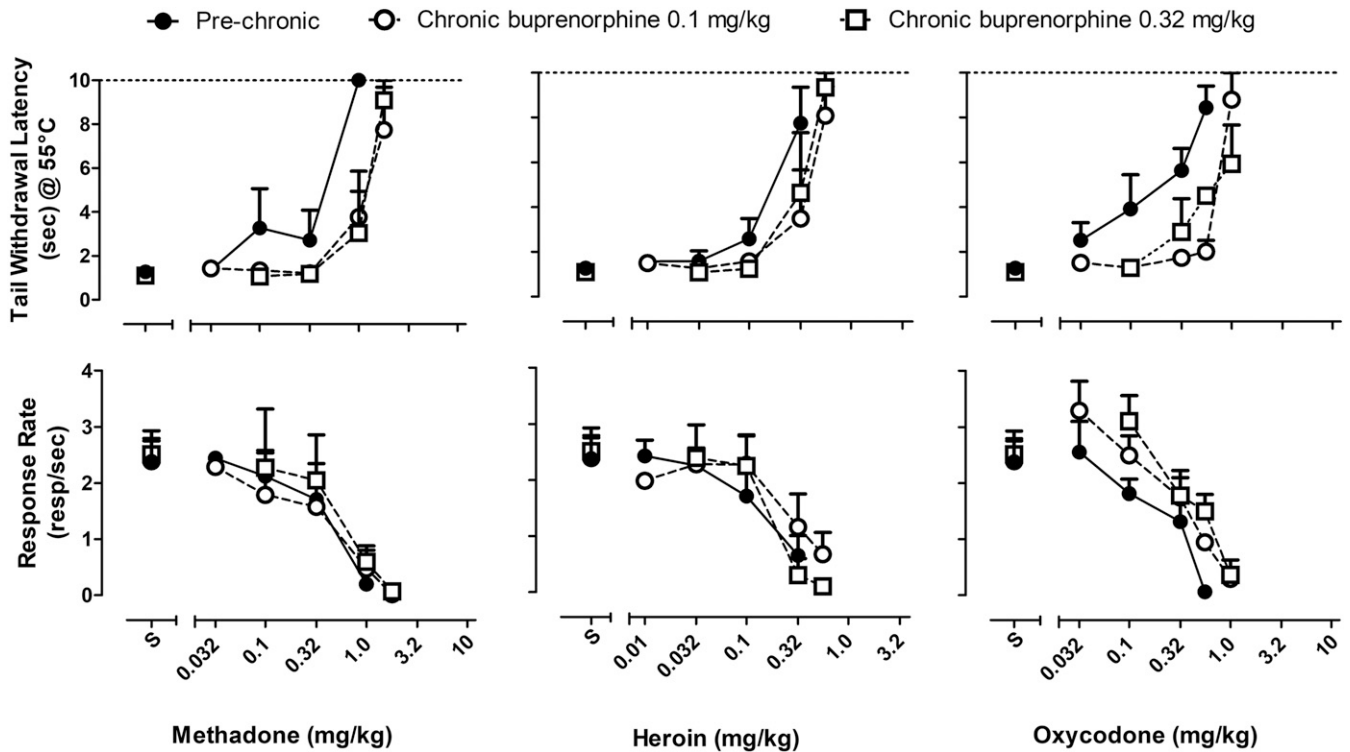 Pre-chronic Chronic buprenorphine 0.1 mg/kg Chronic buprenorphine 0.32 mg/kg
Tail Withdrawal Latency
(sec) @ 55°C
10
8
6
4
2
0
Response Rate
(resp/sec)
4
3
2
1
0
S 0.032 0.1 0.32 1.0 3.2 10
S 0.01 0.032 0.1 0.32 1.0 3.2
S 0.032 0.1 0.32 1.0 3.2 10
Methadone (mg/kg) Heroin (mg/kg) Oxycodone (mg/kg)